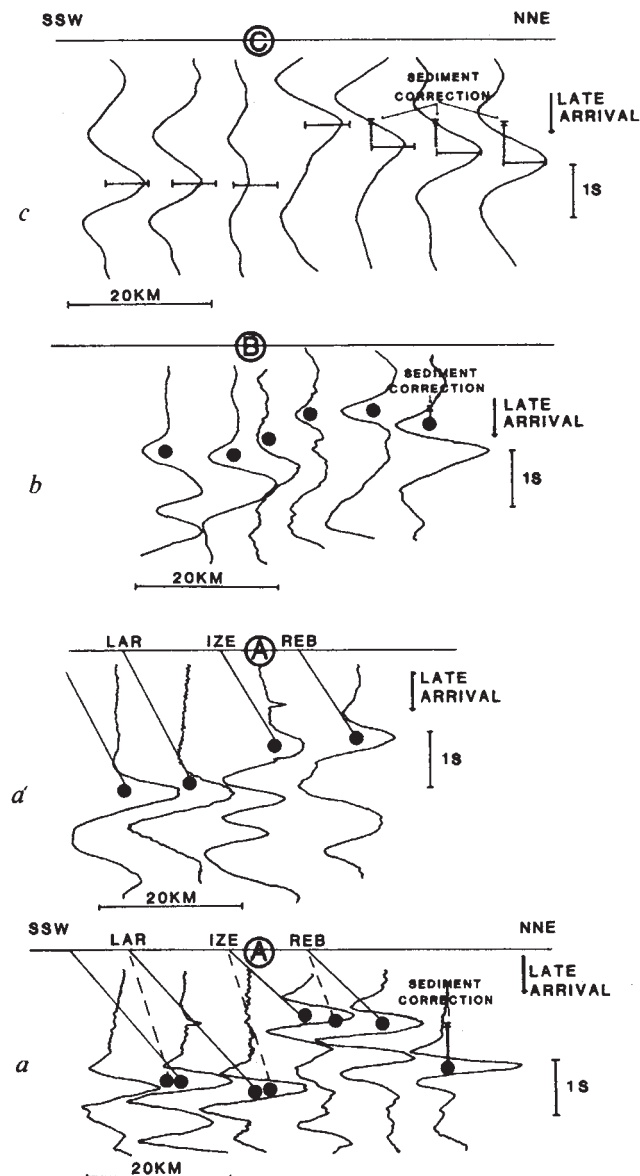 SSW NNE
C
SEDIMENT
CORRECTION
LATE
ARRIVAL
c
1S
20KM
B
SEDIMENT
CORRECTION
LATE
ARRIVAL
b
1S
20KM
LAR IZE A REB
LATE
ARRIVAL
a'
1S
20KM
SSW NNE
LAR IZE A REB
LATE
ARRIVAL
SEDIMENT
CORRECTION
a
1S
20KM